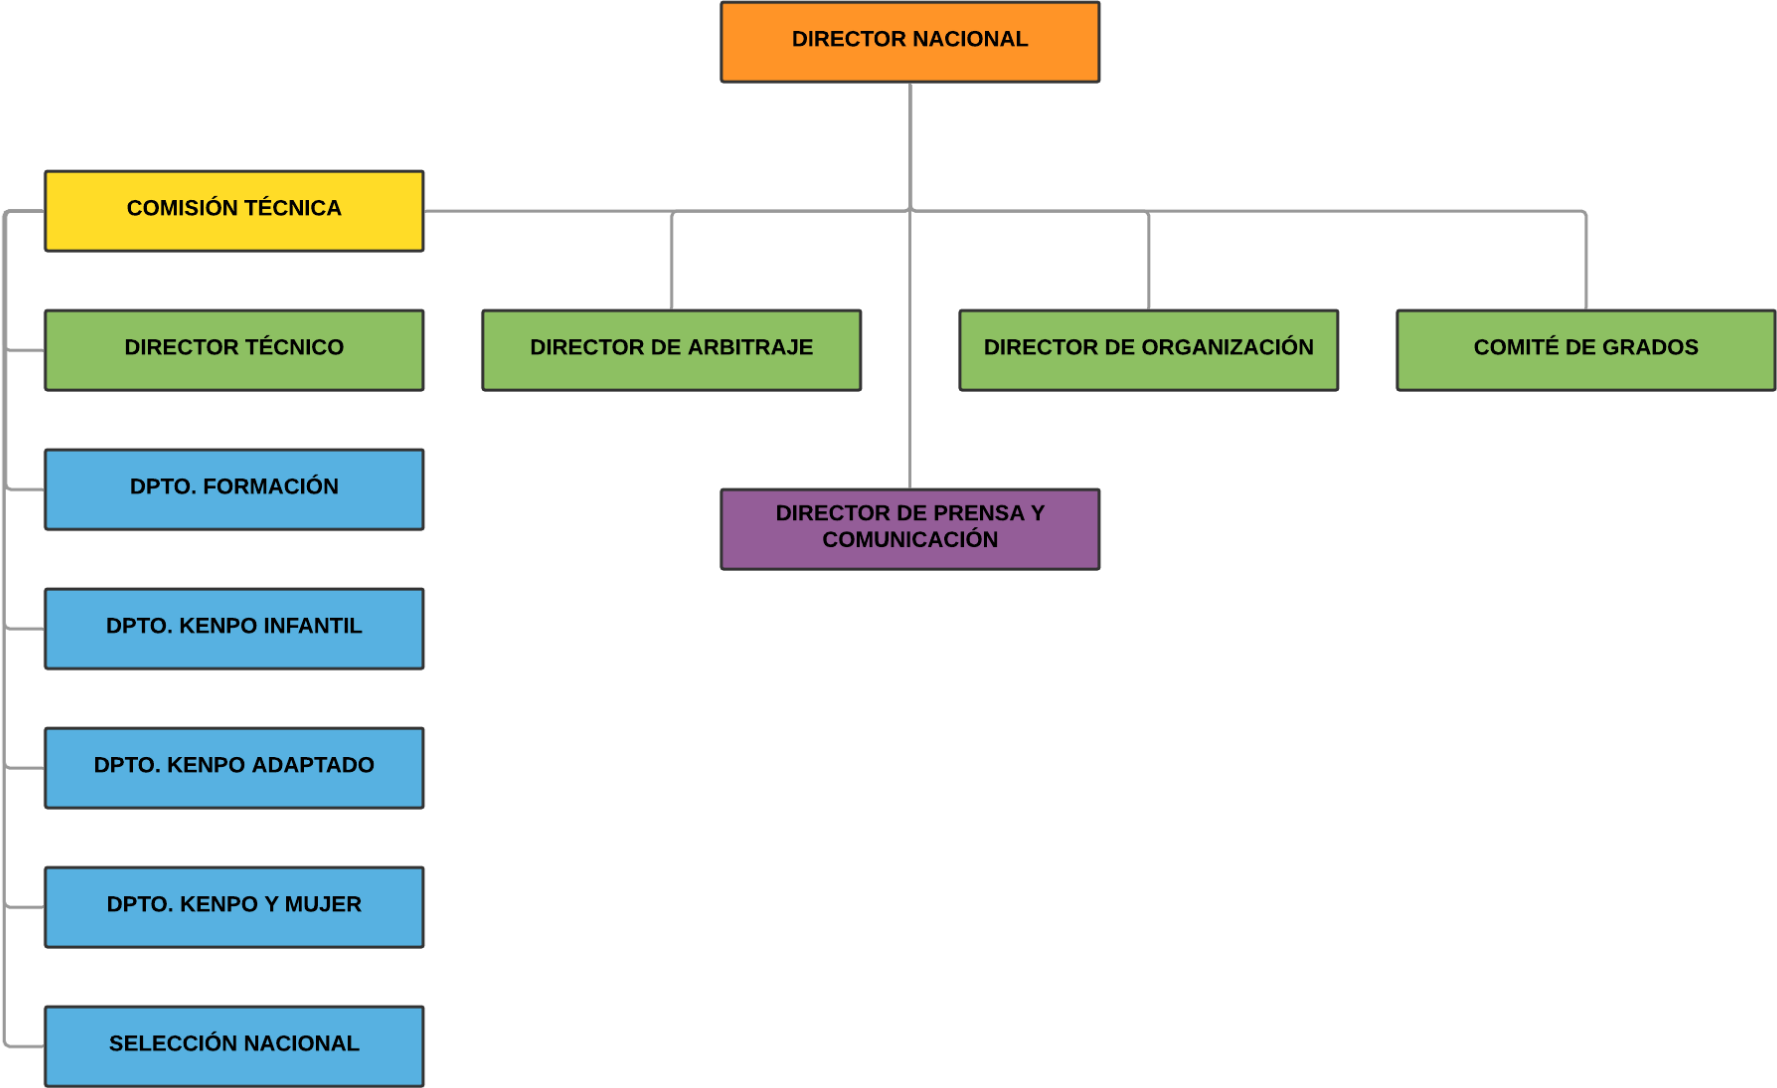 DIRECTOR NACIONAL
COMISIÓN TÉCNICA
DIRECTOR TÉCNICO
DIRECTOR DE ARBITRAJE
DIRECTOR DE ORGANIZACIÓN
COMITÉ DE GRADOS
DPTO. FORMACIÓN
DIRECTOR DE PRENSA Y
COMUNICACIÓN
DPTO. KENPO INFANTIL
DPTO. KENPO ADAPTADO
DPTO. KENPO Y MUJER
SELECCIÓN NACIONAL